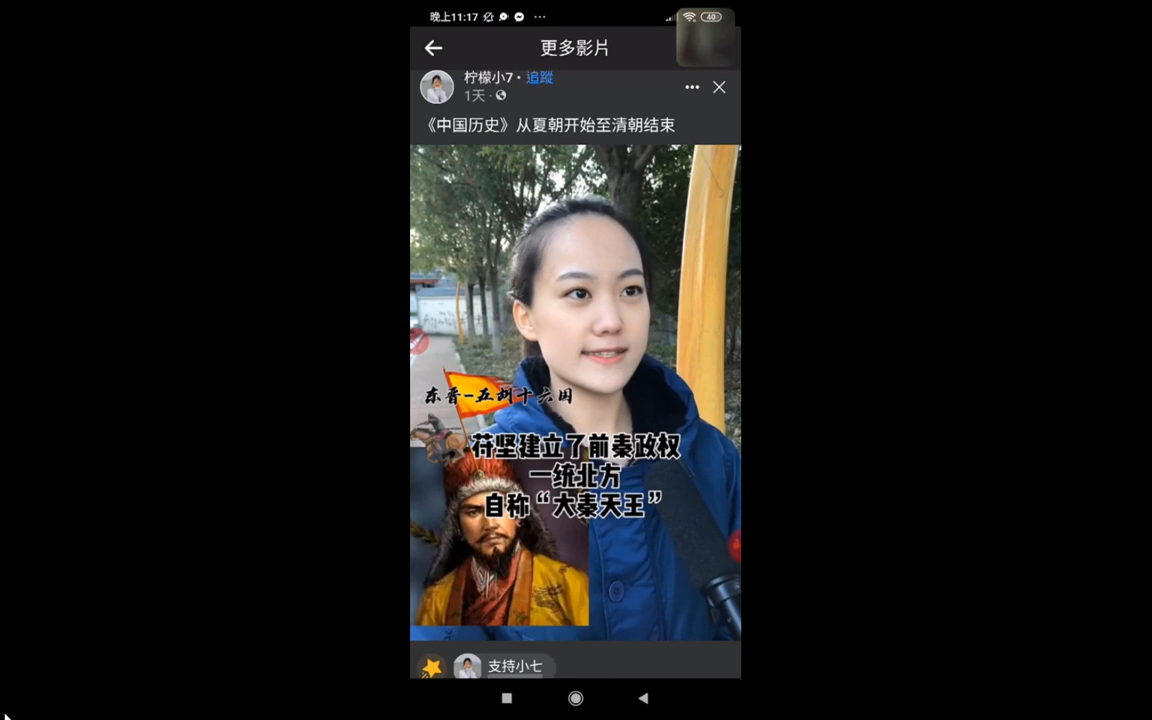 晚上11:17
40
更多影片
柠檬小7 · 追蹤
1天
《中国历史》从夏朝开始至清朝结束
东晋-五胡十六国
苻坚建立了前秦政权
一统北方
自称“大秦天王”
支持小七